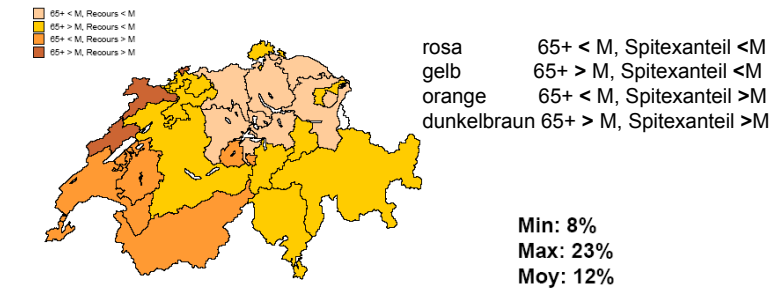 65+ < M, Recours < M
65+ > M, Recours < M
65+ < M, Recours > M
65+ > M, Recours > M
rosa 65+ < M, Spitexanteil <M
gelb 65+ > M, Spitexanteil <M
orange 65+ < M, Spitexanteil >M
dunkelbraun 65+ > M, Spitexanteil >M
Min: 8%
Max: 23%
Moy: 12%